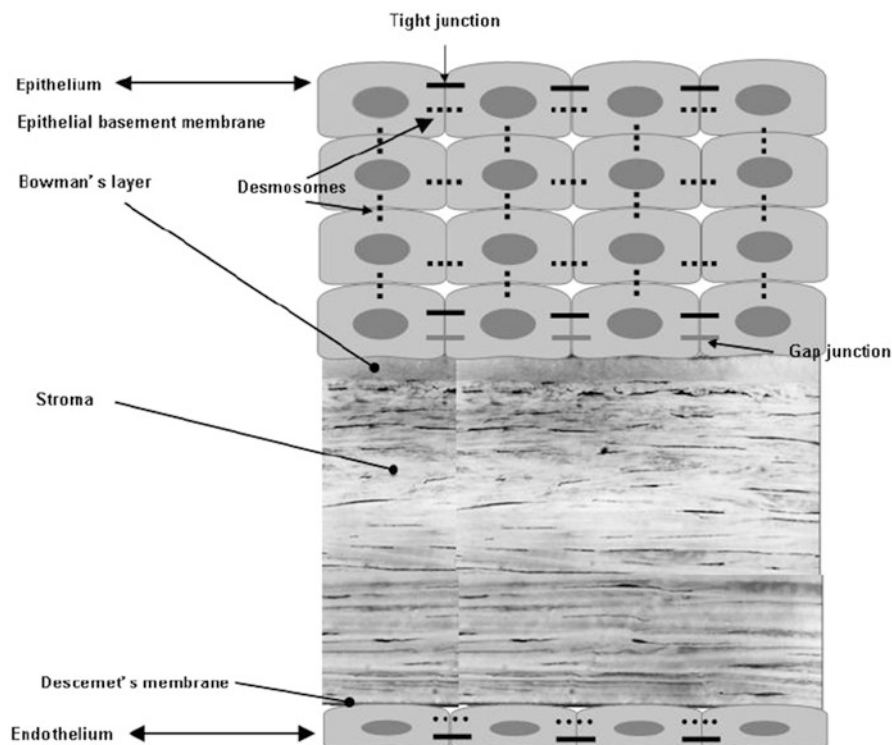 Tight junction
Epithelium
Epithelial basement membrane
Bowman's layer
Desmosomes
Gap junction
Stroma
Descemet's membrane
Endothelium